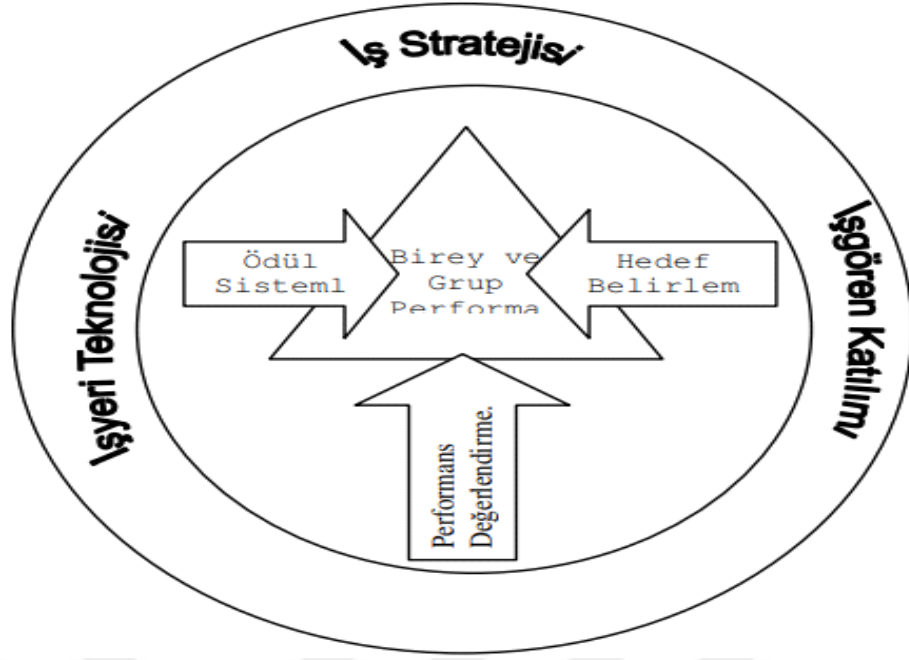 İş Stratejisi
İşyeri Teknolojisi
İşgören Katılımı
Ödül
Sisteml
Birey ve
Grup
Performa
Hedef
Belirlem
Performans
Değerlendirme.